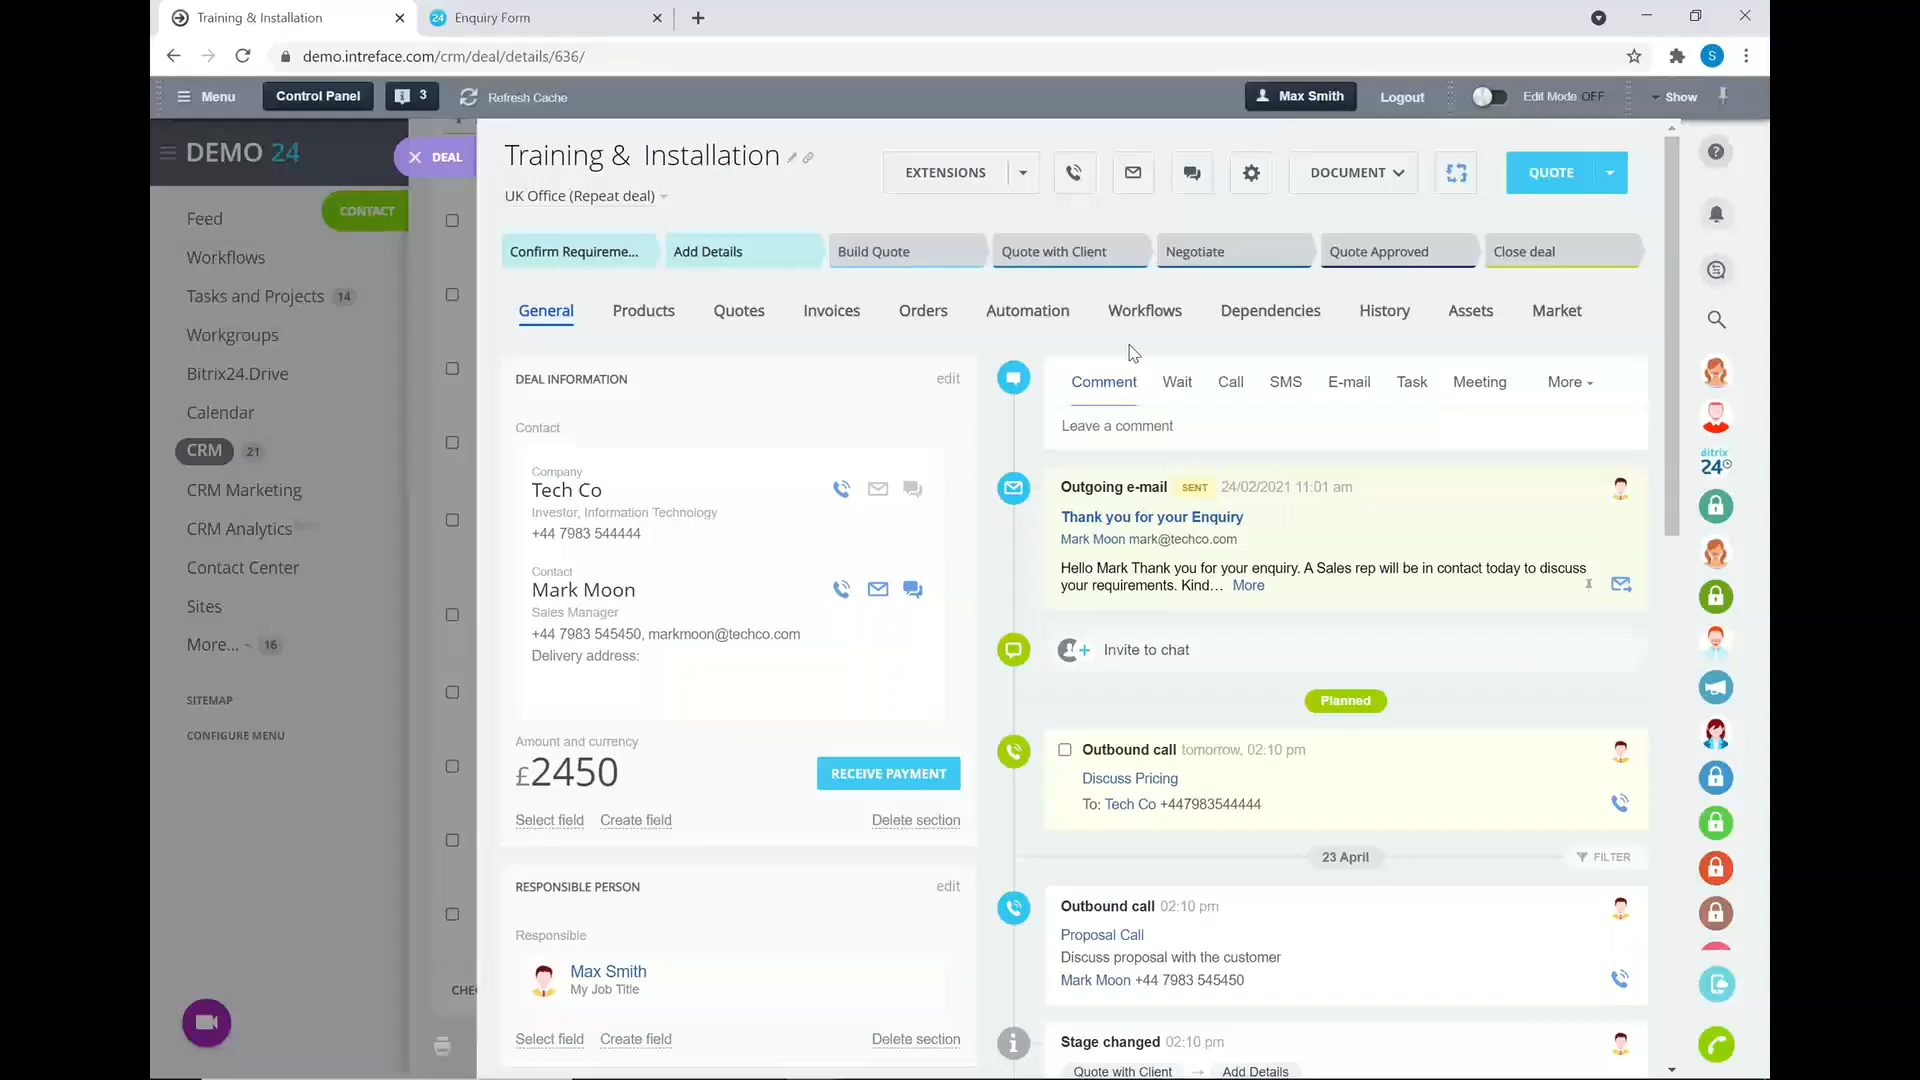 Training & Installation
24 Enquiry Form
demo.intreface.com/crm/deal/details/636/
S
Menu
Control Panel
3
Refresh Cache
Max Smith
Logout
Edit Mode OFF
Show
DEMO 24
Feed
Workflows
Tasks and Projects 14
Workgroups
Bitrix24.Drive
Calendar
CRM 21
CRM Marketing
CRM Analytics
Contact Center
Sites
More... 16
SITEMAP
CONFIGURE MENU
DEAL
CONTACT
CHE
Training & Installation
UK Office (Repeat deal)
EXTENSIONS
DOCUMENT
QUOTE
Confirm Requireme...
Add Details
Build Quote
Quote with Client
Negotiate
Quote Approved
Close deal
General
Products
Quotes
Invoices
Orders
Automation
Workflows
Dependencies
History
Assets
Market
DEAL INFORMATION
edit
Contact
Company
Tech Co
Investor, Information Technology
+44 7983 544444
Contact
Mark Moon
Sales Manager
+44 7983 545450, markmoon@techco.com
Delivery address:
Amount and currency
£2450
RECEIVE PAYMENT
Select field
Create field
Delete section
RESPONSIBLE PERSON
edit
Responsible
Max Smith
My Job Title
Select field
Create field
Delete section
Comment
Wait
Call
SMS
E-mail
Task
Meeting
More
Leave a comment
Outgoing e-mail SENT 24/02/2021 11:01 am
Thank you for your Enquiry
Mark Moon mark@techco.com
Hello Mark Thank you for your enquiry. A Sales rep will be in contact today to discuss
your requirements. Kind... More
Invite to chat
Planned
Outbound call tomorrow, 02:10 pm
Discuss Pricing
To: Tech Co +447983544444
23 April
FILTER
Outbound call 02:10 pm
Proposal Call
Discuss proposal with the customer
Mark Moon +44 7983 545450
Stage changed 02:10 pm
Quote with Client → Add Details
Bitrix
24